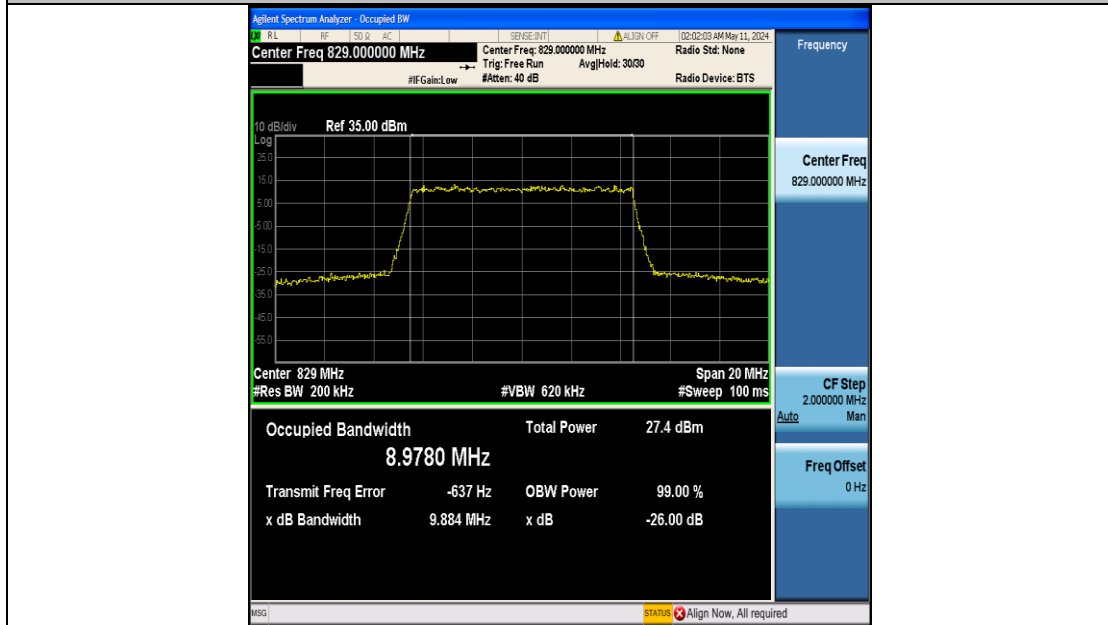 Agilent Spectrum Analyzer - Occupied BW
RL RF 50 Ω AC SENSE:INT ALIGN OFF 02:02:03 AM May 11, 2024
Center Freq 829.000000 MHz
Center Freq: 829.000000 MHz
Radio Std: None
Trig: Free Run Avg|Hold: 30/30
#IFGain:Low
#Atten: 40 dB
Radio Device: BTS
Frequency
10 dB/div Ref 35.00 dBm
Log
25.0
15.0
5.00
-5.00
-15.0
-25.0
-35.0
-45.0
-55.0
Center 829 MHz Span 20 MHz
#Res BW 200 kHz #VBW 620 kHz #Sweep 100 ms
Occupied Bandwidth Total Power 27.4 dBm
8.9780 MHz
Transmit Freq Error -637 Hz OBW Power 99.00 %
x dB Bandwidth 9.884 MHz x dB -26.00 dB
Center Freq
829.000000 MHz
CF Step
2.000000 MHz
Auto Man
Freq Offset
0 Hz
MSG STATUS Align Now, All required